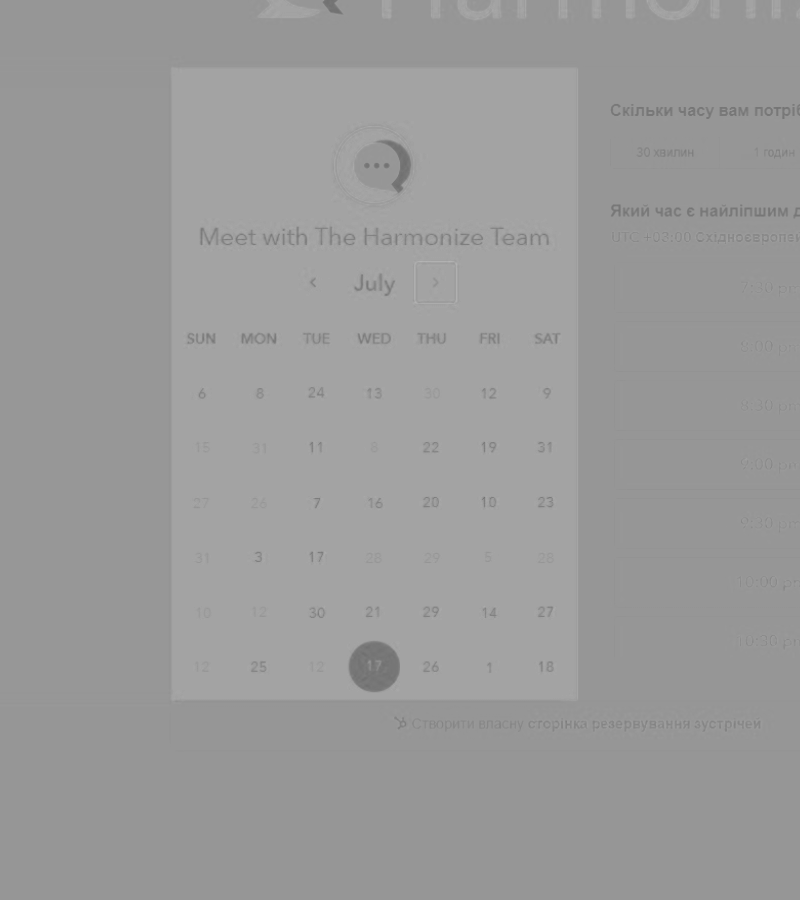 Harmoniz
Meet with The Harmonize Team
July
SUN MON TUE WED THU FRI SAT
6 8 24 13 30 12 9
15 31 11 8 22 19 31
27 26 7 16 20 10 23
31 3 17 28 29 5 28
10 12 30 21 29 14 27
12 25 12 17 26 1 18
Скільки часу вам потріб
30 хвилин 1 годин
Який час є найліпшим д
UTC +03:00 Східноєвропей
7:30 pm
8:00 pm
8:30 pm
9:00 pm
9:30 pm
10:00 pm
10:30 pm
Створити власну сторінка резервування зустрічей.